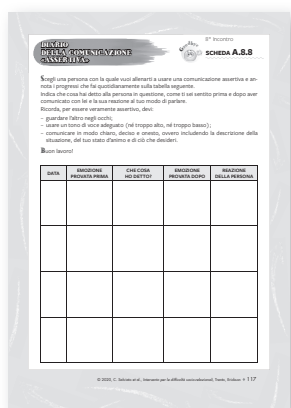 8° incontro
DIARIO
DELLA COMUNICAZIONE
«ASSERTIVA»
SCHEDA A.8.8
Scegli una persona con la quale vuoi allenarti a usare una comunicazione assertiva e an-
nota i progressi che fai quotidianamente sulla tabella seguente.
Indica che cosa hai detto alla persona in questione, come ti sei sentito prima e dopo aver
comunicato con lei e la sua reazione al tuo modo di parlare.
Ricorda, per essere veramente assertivo, devi:
– guardare l'altro negli occhi;
– usare un tono di voce adeguato (né troppo alto, né troppo basso);
– comunicare in modo chiaro, deciso e onesto, ovvero includendo la descrizione della
situazione, del tuo stato d'animo e di ciò che desideri.
Buon lavoro!
DATA
EMOZIONE
PROVATA PRIMA
CHE COSA
HO DETTO?
EMOZIONE
PROVATA DOPO
REAZIONE
DELLA PERSONA
© 2020, C. et al., Intervento per le difficoltà socio-relazionali, Trento, Erickson • 117